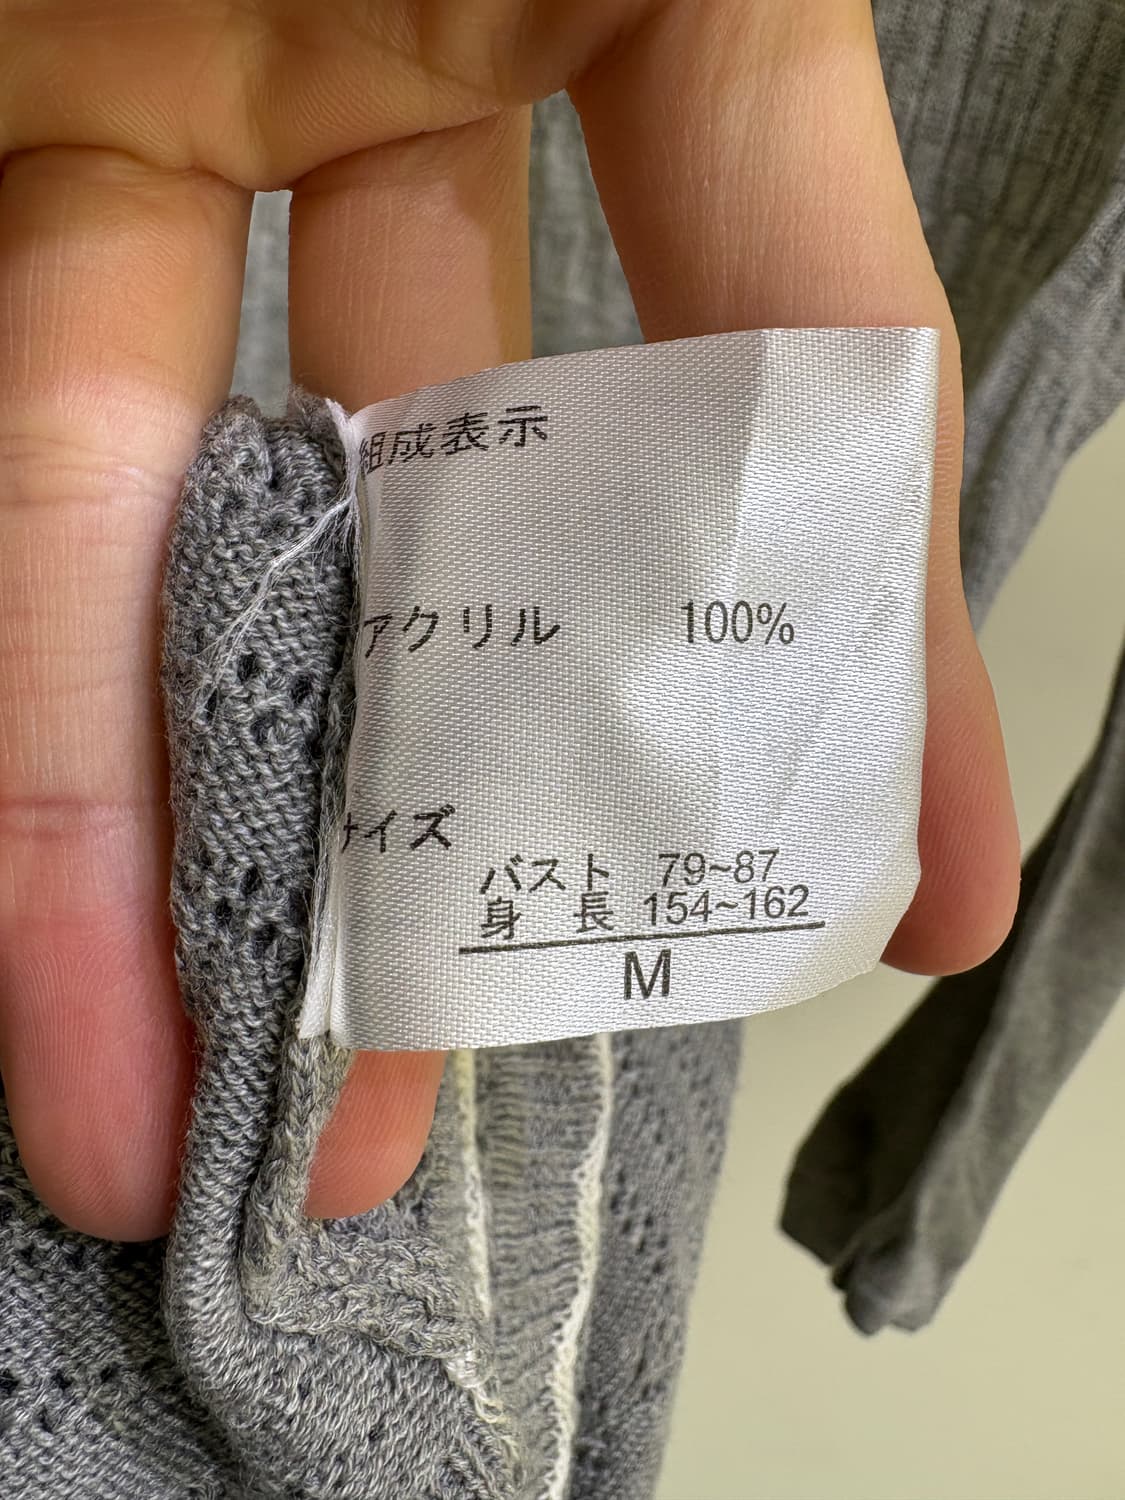 組成表示
アクリル 100%
サイズ
バスト 79~87
身 長 154~162
M